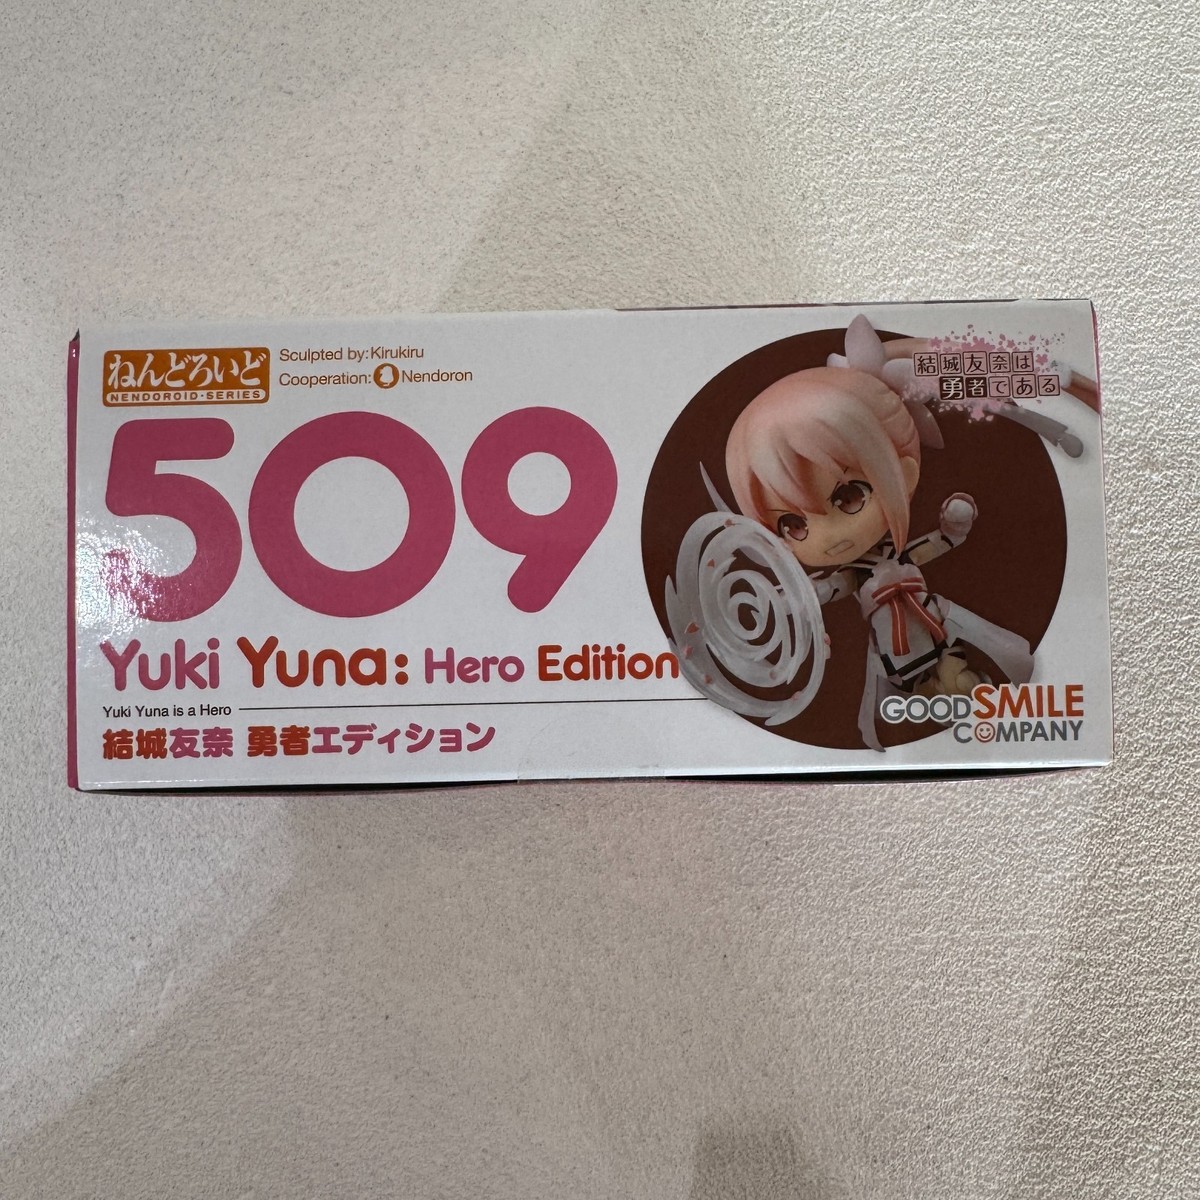 ねんどろいど
NENDOROID·SERIES
Sculpted by:Kirukiru
Cooperation: Nendoron
509
Yuki Yuna: Hero Edition
Yuki Yuna is a Hero
結城友奈 勇者エディション
結城友奈は
勇者である
GOOD SMILE
COMPANY